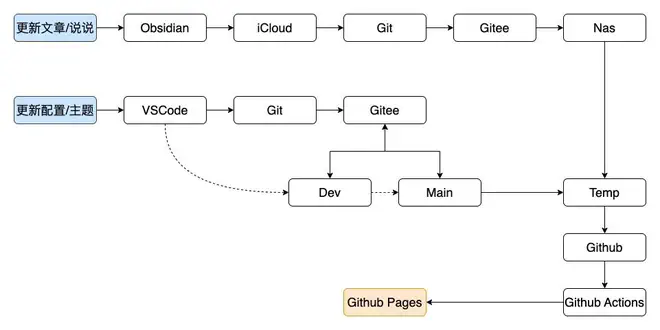 更新文章/说说
Obsidian
iCloud
Git
Gitee
Nas
更新配置/主题
VSCode
Git
Gitee
Dev
Main
Temp
Github
Github Pages
Github Actions